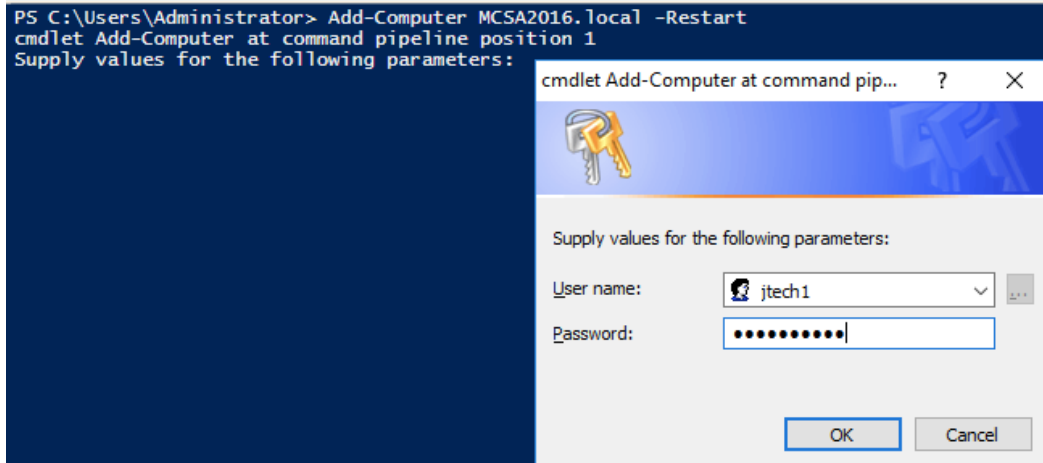 PS C:\Users\Administrator> Add-Computer MCSA2016.local -Restart
cmdlet Add-Computer at command pipeline position 1
Supply values for the following parameters:
cmdlet Add-Computer at command pip... ?
Supply values for the following parameters:
User name: jtech1 ...
Password: ●●●●●●●●●●
OK Cancel